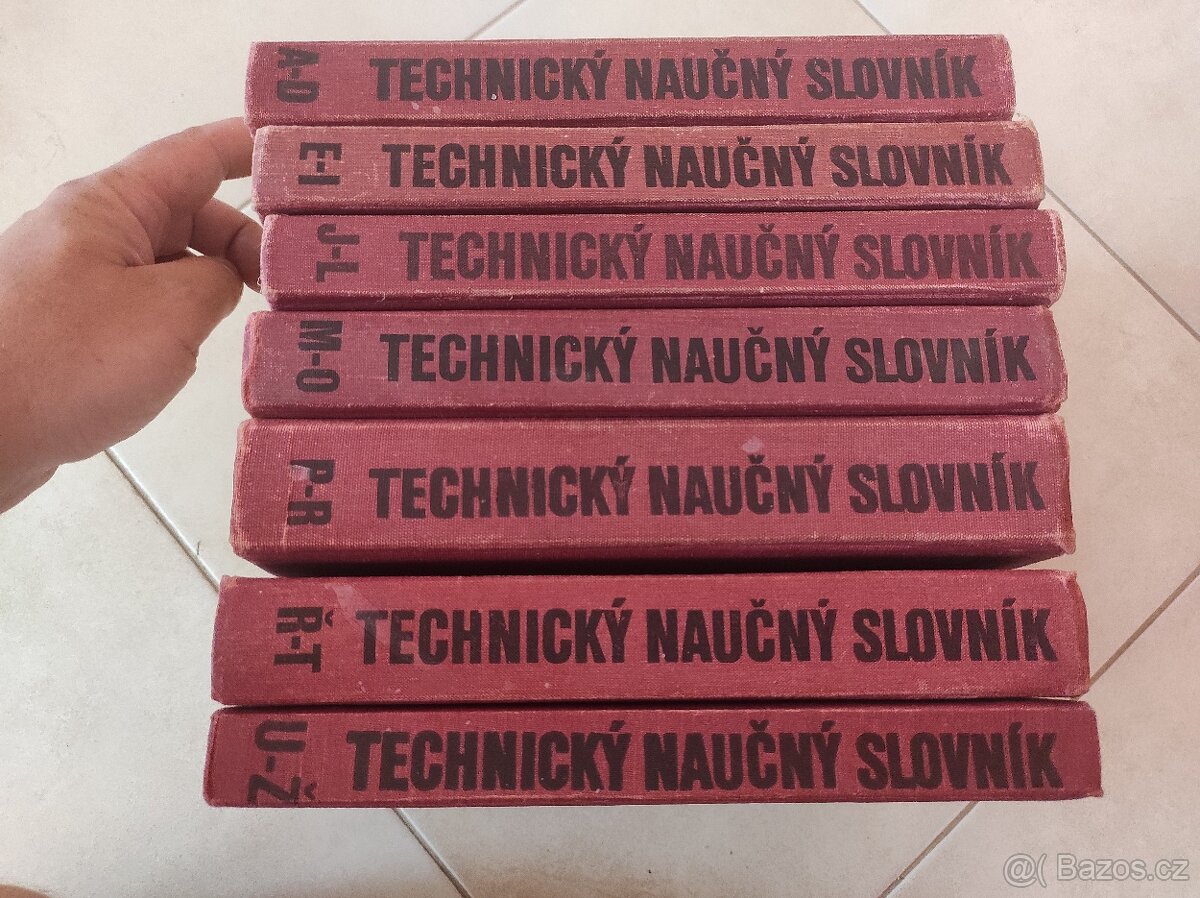 A-D TECHNICKÝ NAUČNÝ SLOVNÍK
E-I TECHNICKÝ NAUČNÝ SLOVNÍK
J-L TECHNICKÝ NAUČNÝ SLOVNÍK
M-O TECHNICKÝ NAUČNÝ SLOVNÍK
P-R TECHNICKÝ NAUČNÝ SLOVNÍK
Ř-T TECHNICKÝ NAUČNÝ SLOVNÍK
U-Ž TECHNICKÝ NAUČNÝ SLOVNÍK
@( Bazos.cz